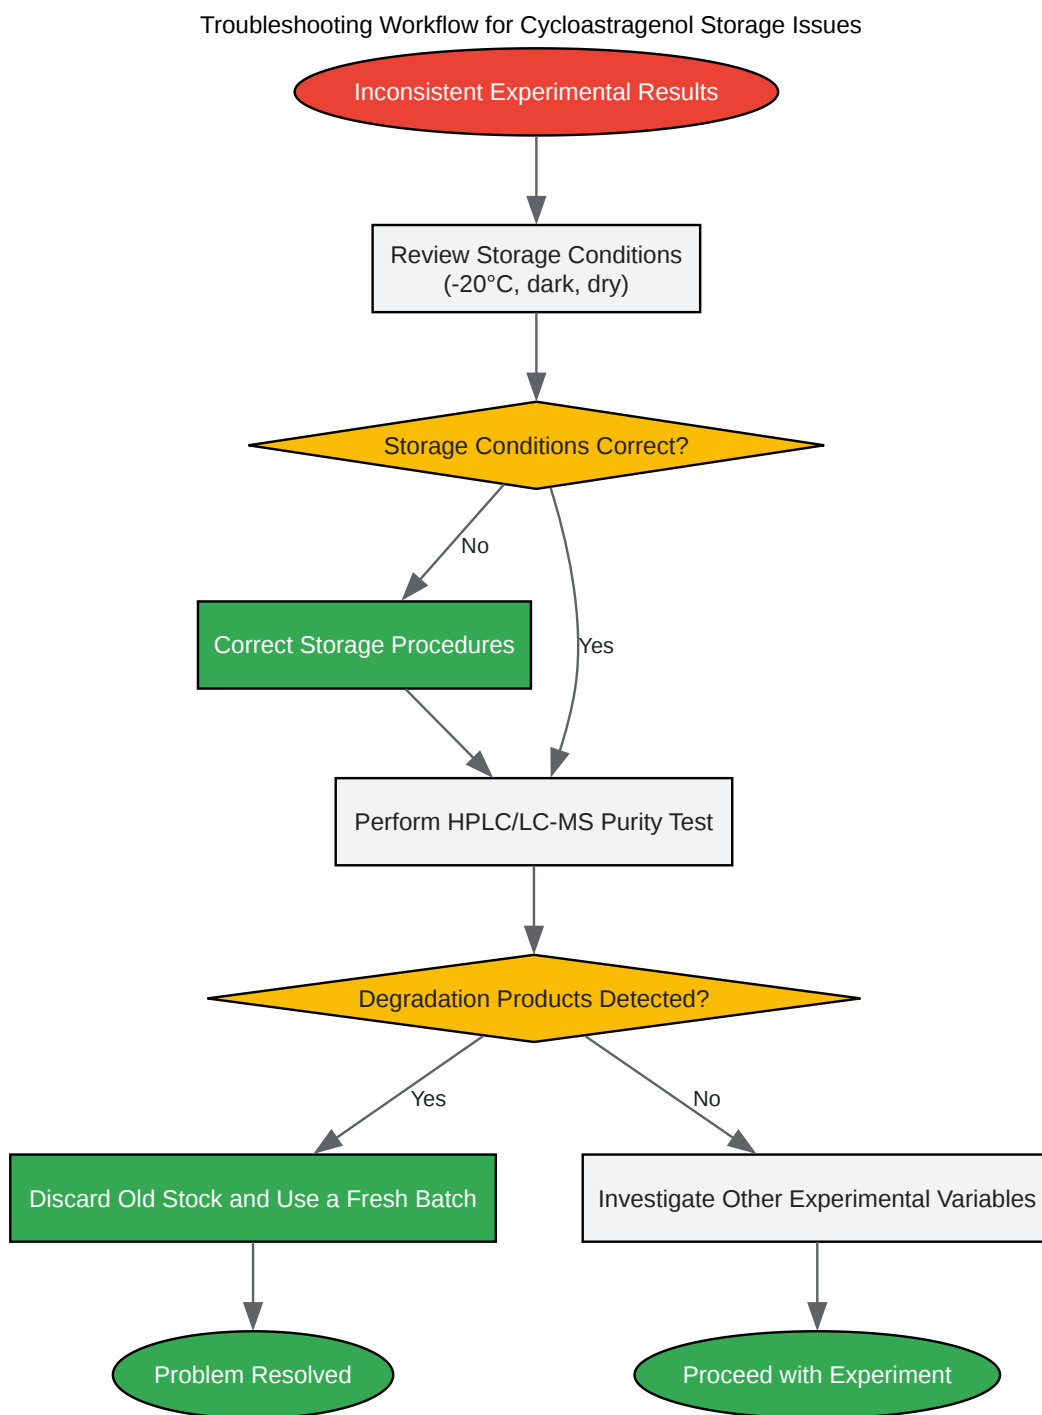 Troubleshooting Workflow for Cycloastragenol Storage Issues
Inconsistent Experimental Results
Review Storage Conditions
(-20°C, dark, dry)
Storage Conditions Correct?
No
Correct Storage Procedures
Yes
Perform HPLC/LC-MS Purity Test
Degradation Products Detected?
Yes
No
Discard Old Stock and Use a Fresh Batch
Investigate Other Experimental Variables
Problem Resolved
Proceed with Experiment